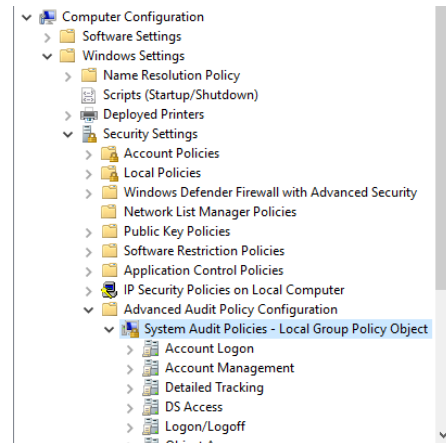 Computer Configuration
Software Settings
Windows Settings
Name Resolution Policy
Scripts (Startup/Shutdown)
Deployed Printers
Security Settings
Account Policies
Local Policies
Windows Defender Firewall with Advanced Security
Network List Manager Policies
Public Key Policies
Software Restriction Policies
Application Control Policies
IP Security Policies on Local Computer
Advanced Audit Policy Configuration
System Audit Policies - Local Group Policy Object
Account Logon
Account Management
Detailed Tracking
DS Access
Logon/Logoff